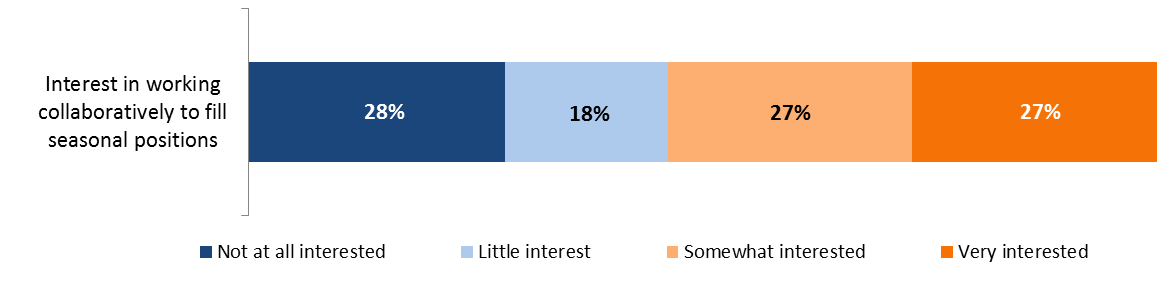 Interest in working
collaboratively to fill
seasonal positions
28%
18%
27%
27%
Not at all interested
Little interest
Somewhat interested
Very interested